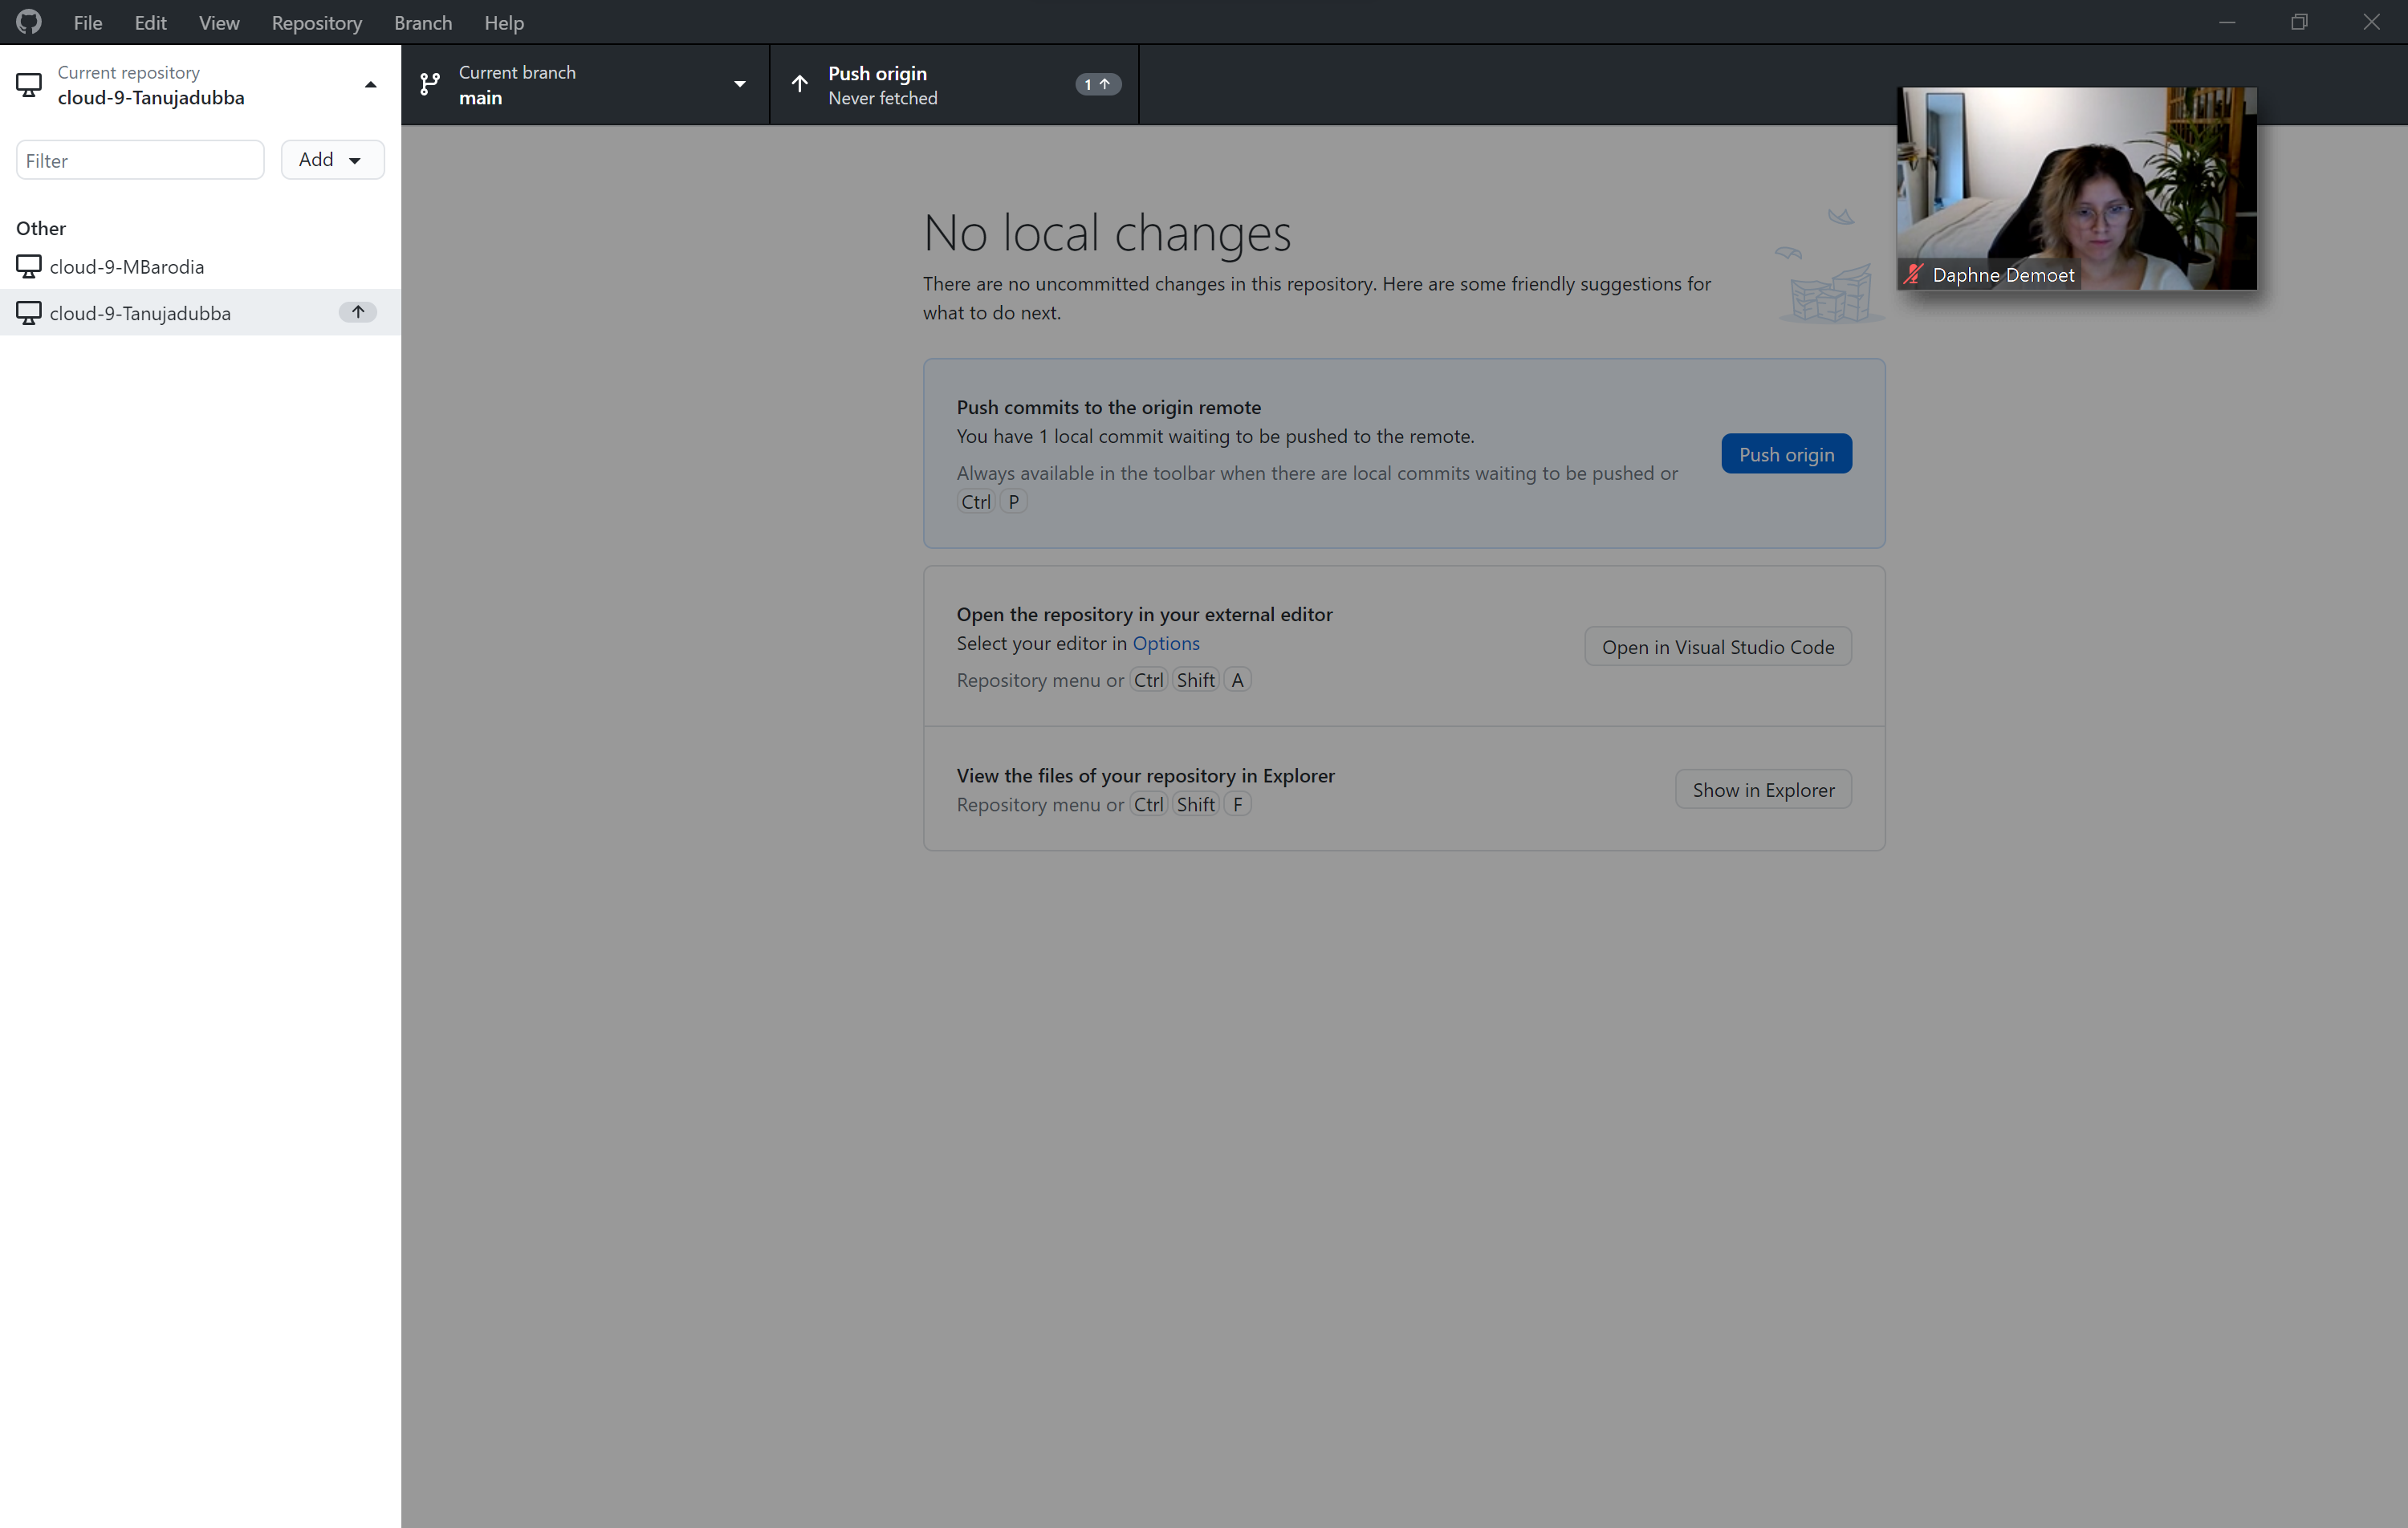 File Edit View Repository Branch Help
Current repository
cloud-9-Tanujadubba
Current branch
main
Push origin
Never fetched
1
Filter
Add
Other
cloud-9-MBarodia
cloud-9-Tanujadubba
Daphne Demoet
No local changes
There are no uncommitted changes in this repository. Here are some friendly suggestions for
what to do next.
Push commits to the origin remote
You have 1 local commit waiting to be pushed to the remote.
Always available in the toolbar when there are local commits waiting to be pushed or
Ctrl P
Push origin
Open the repository in your external editor
Select your editor in Options
Repository menu or Ctrl Shift A
Open in Visual Studio Code
View the files of your repository in Explorer
Repository menu or Ctrl Shift F
Show in Explorer